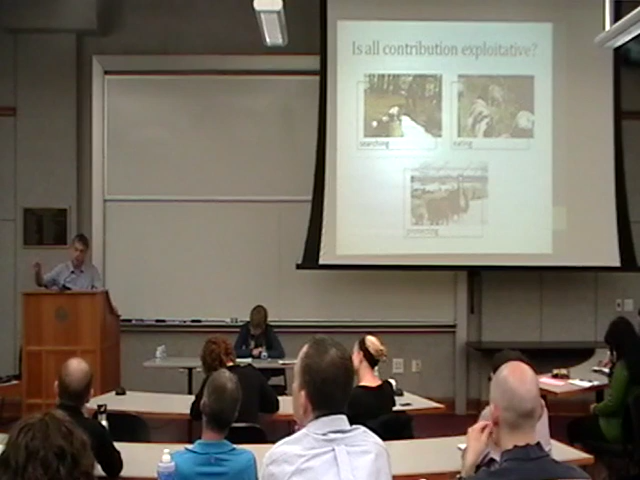 Is all contribution exploitative?
searching
eating
protecting